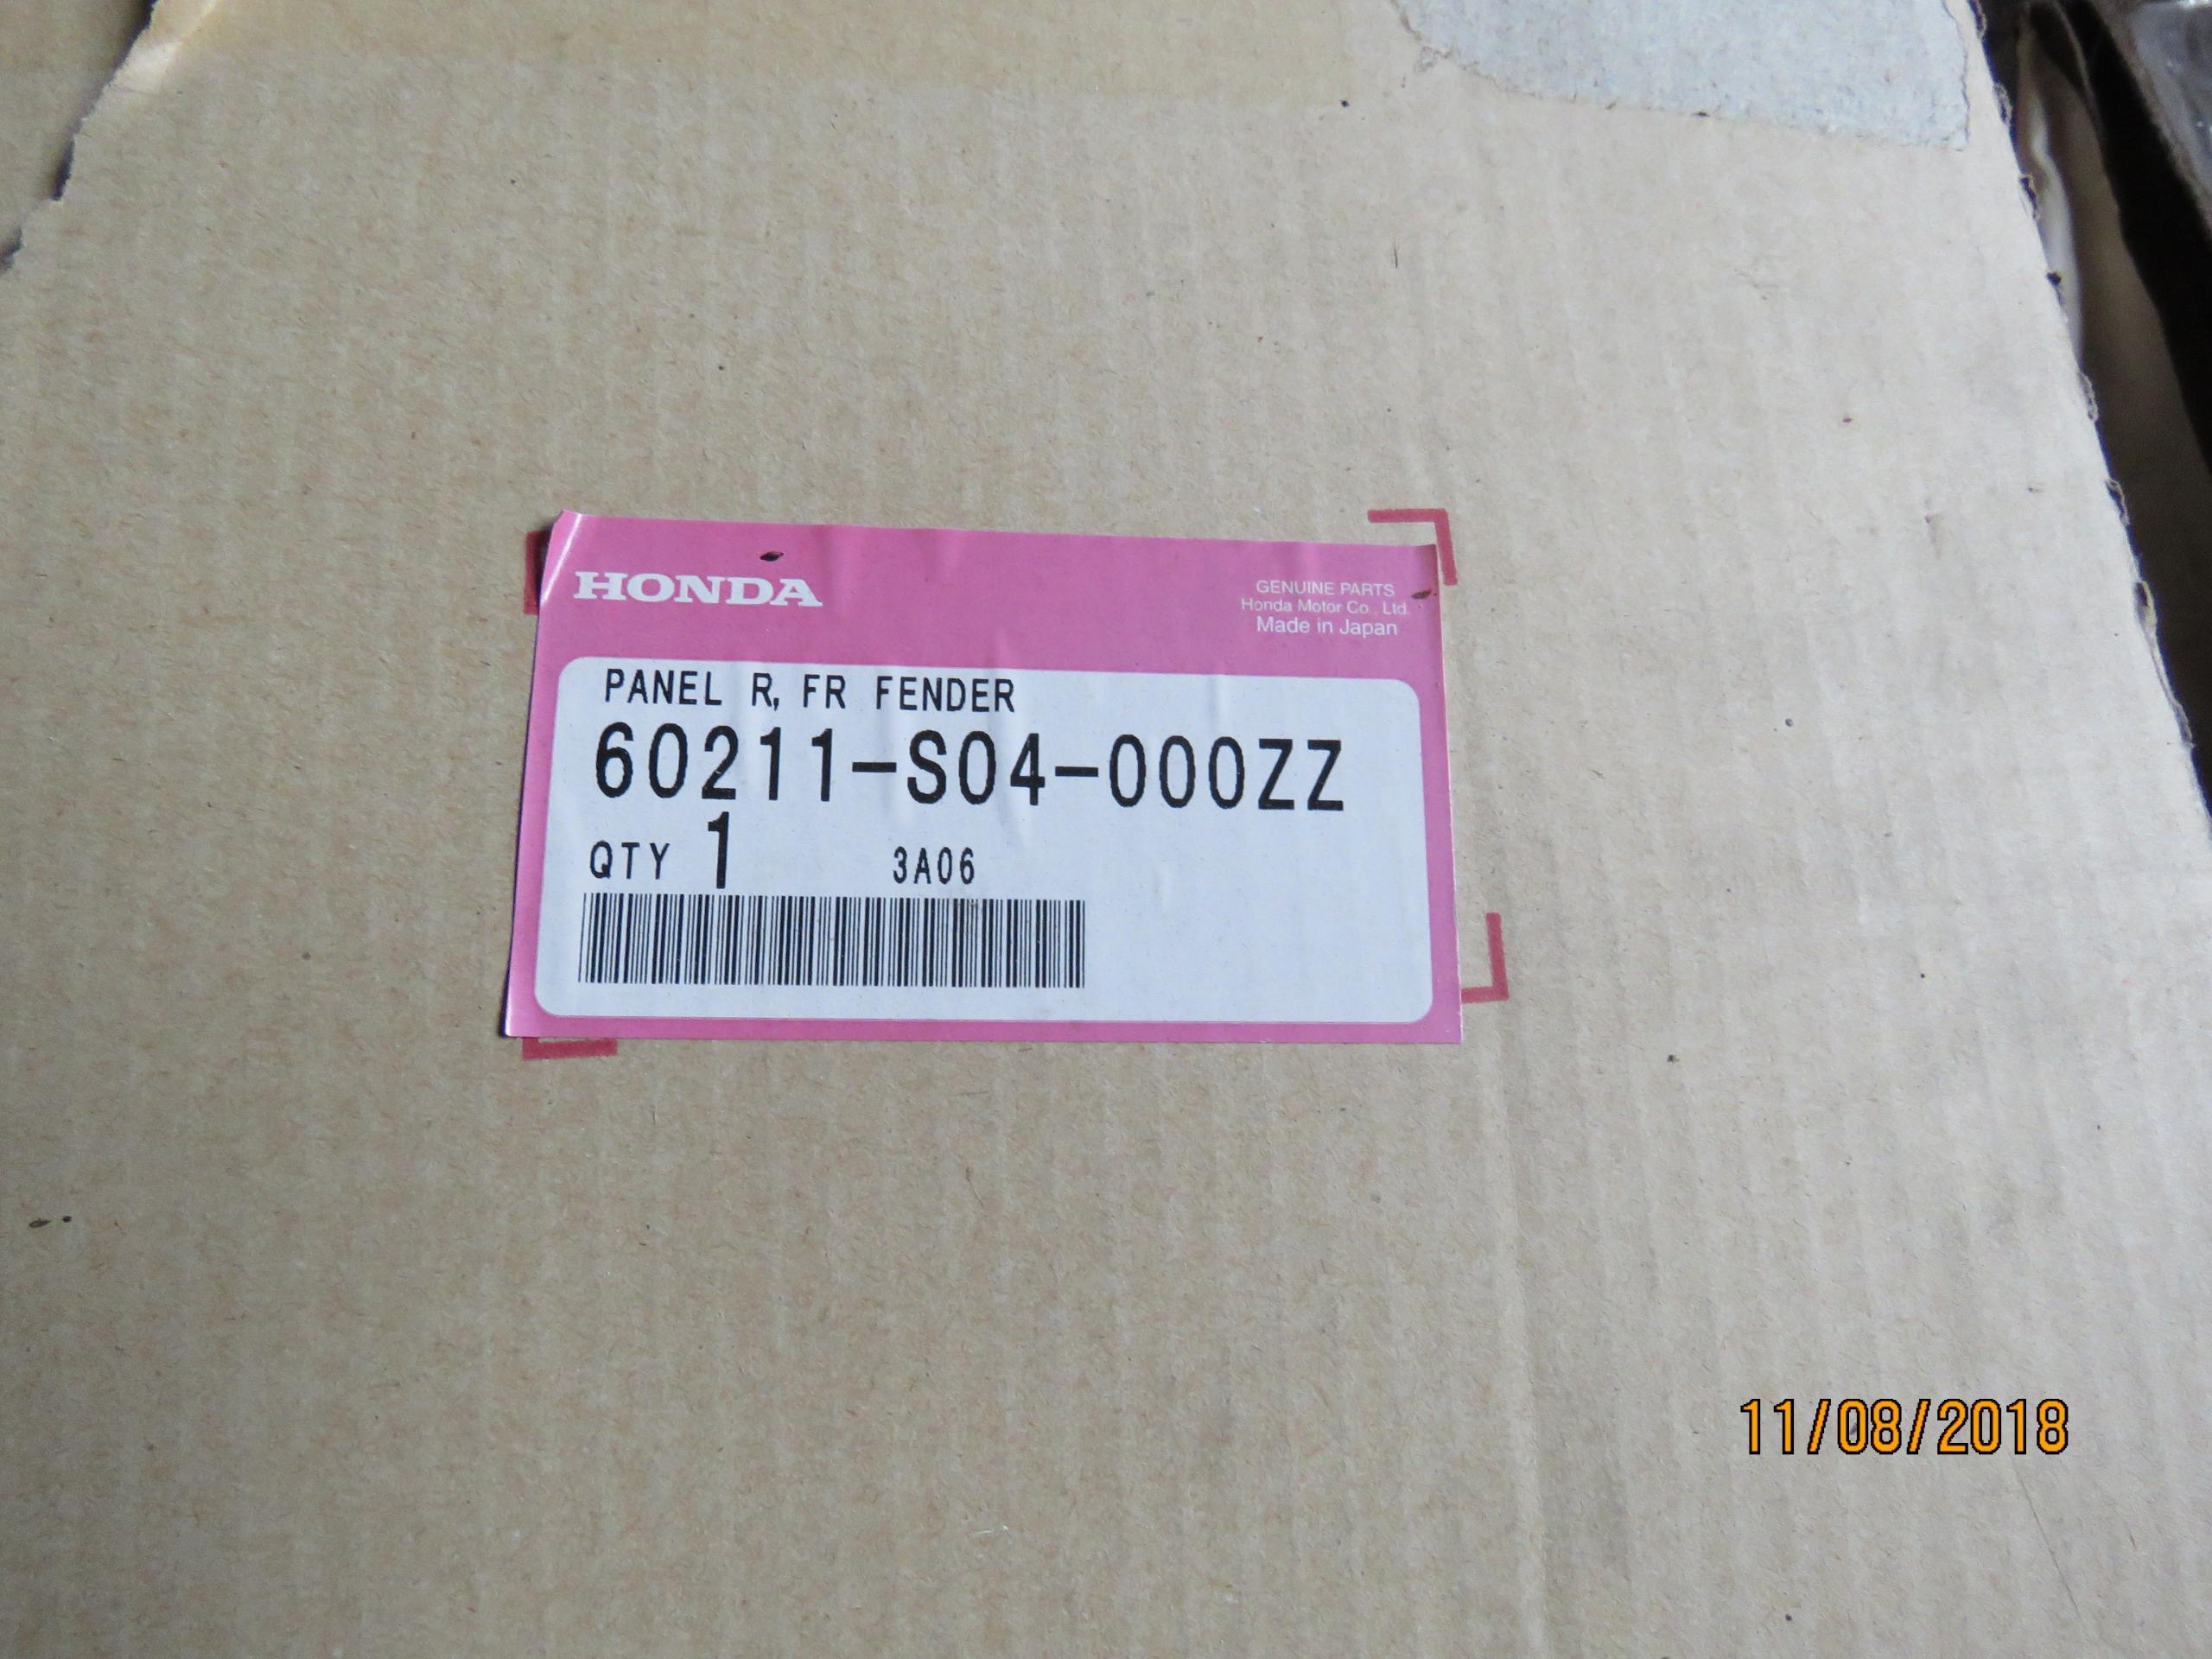 HONDA
GENUINE PARTS
Honda Motor Co., Ltd.
Made in Japan
PANEL R, FR FENDER
60211-S04-000ZZ
QTY 1 3A06
11/08/2018